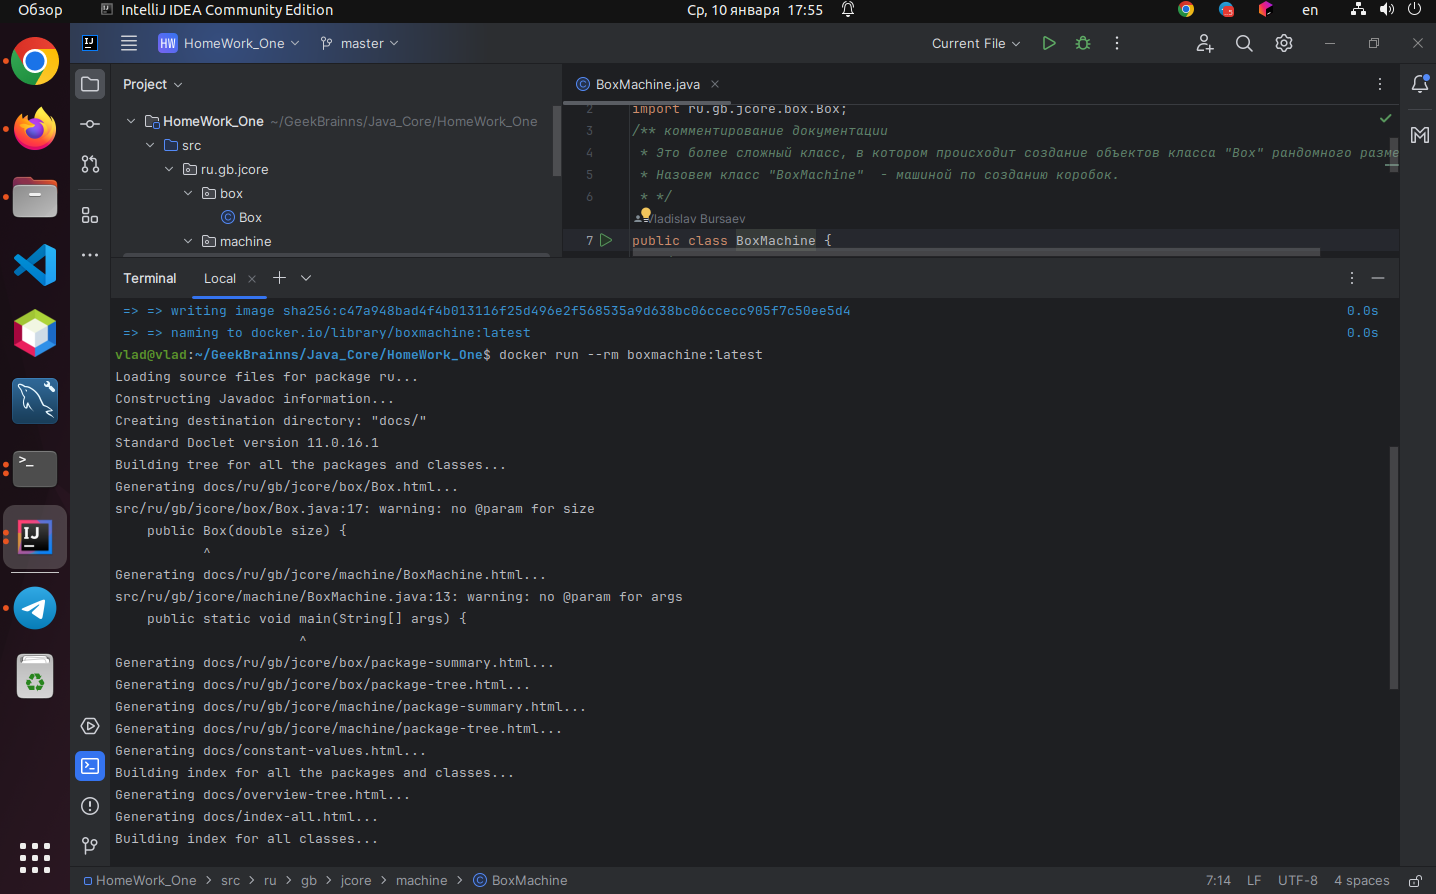 Обзор
IntelliJ IDEA Community Edition
Ср, 10 января 17:55
en
HW HomeWork_One
master
Current File
Project
BoxMachine.java
HomeWork_One ~/GeekBrainns/Java_Core/HomeWork_One
src
ru.gb.jcore
box
Box
machine
2 import ru.gb.jcore.box.Box;
3 /** комментирование документации
4 * Это более сложный класс, в котором происходит создание объектов класса "Box" рандомного разме
5 * Назовем класс "BoxMachine" - машиной по созданию коробок.
6 * */
Vladislav Bursaev
7 public class BoxMachine {
Terminal
Local
=> => writing image sha256:c47a948bad4f4b013116f25d496e2f568535a9d638bc06ccecc905f7c50ee5d4 0.0s
=> => naming to docker.io/library/boxmachine:latest 0.0s
vlad@vlad:~/GeekBrainns/Java_Core/HomeWork_One$ docker run --rm boxmachine:latest
Loading source files for package ru...
Constructing Javadoc information...
Creating destination directory: "docs/"
Standard Doclet version 11.0.16.1
Building tree for all the packages and classes...
Generating docs/ru/gb/jcore/box/Box.html...
src/ru/gb/jcore/box/Box.java:17: warning: no @param for size
public Box(double size) {
^
Generating docs/ru/gb/jcore/machine/BoxMachine.html...
src/ru/gb/jcore/machine/BoxMachine.java:13: warning: no @param for args
public static void main(String[] args) {
^
Generating docs/ru/gb/jcore/box/package-summary.html...
Generating docs/ru/gb/jcore/box/package-tree.html...
Generating docs/ru/gb/jcore/machine/package-summary.html...
Generating docs/ru/gb/jcore/machine/package-tree.html...
Generating docs/constant-values.html...
Building index for all the packages and classes...
Generating docs/overview-tree.html...
Generating docs/index-all.html...
Building index for all classes...
HomeWork_One > src > ru > gb > jcore > machine > BoxMachine
7:14 LF UTF-8 4 spaces